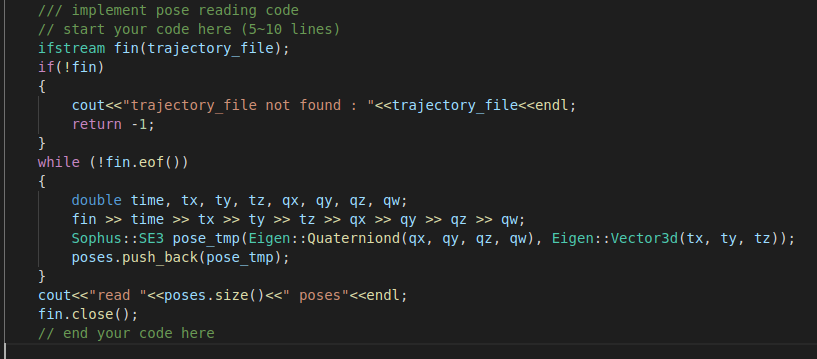 /// implement pose reading code
// start your code here (5~10 lines)
ifstream fin(trajectory_file);
if(!fin)
{
    cout<<"trajectory_file not found : "<<trajectory_file<<endl;
    return -1;
}
while (!fin.eof())
{
    double time, tx, ty, tz, qx, qy, qz, qw;
    fin >> time >> tx >> ty >> tz >> qx >> qy >> qz >> qw;
    Sophus::SE3 pose_tmp(Eigen::Quaterniond(qx, qy, qz, qw), Eigen::Vector3d(tx, ty, tz));
    poses.push_back(pose_tmp);
}
cout<<"read "<<poses.size()<<" poses"<<endl;
fin.close();
// end your code here